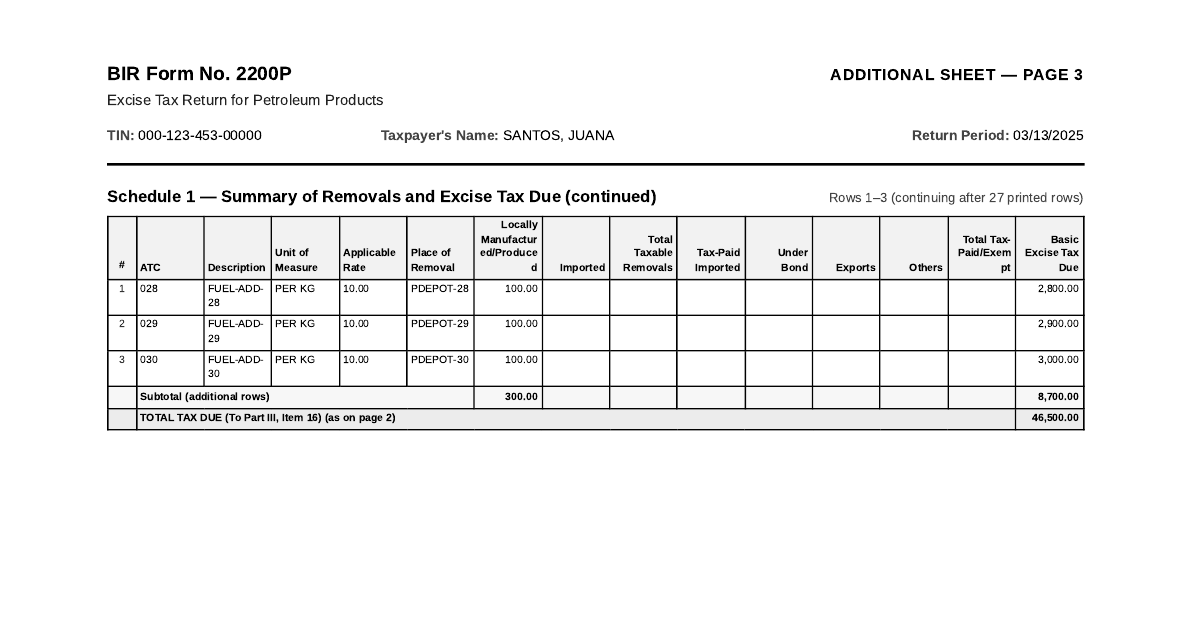 BIR Form No. 2200P
ADDITIONAL SHEET — PAGE 3
Excise Tax Return for Petroleum Products
TIN: 000-123-453-00000 Taxpayer's Name: SANTOS, JUANA Return Period: 03/13/2025
Schedule 1 — Summary of Removals and Excise Tax Due (continued) Rows 1–3 (continuing after 27 printed rows)
#
ATC
Description
Unit of
Measure
Applicable
Rate
Place of
Removal
Locally
Manufactur
ed/Produce
d
Imported
Total
Taxable
Removals
Tax-Paid
Imported
Under
Bond
Exports
Others
Total Tax-
Paid/Exem
pt
Basic
Excise Tax
Due
1 028 FUEL-ADD- PER KG 10.00 PDEPOT-28 100.00 2,800.00
28
2 029 FUEL-ADD- PER KG 10.00 PDEPOT-29 100.00 2,900.00
29
3 030 FUEL-ADD- PER KG 10.00 PDEPOT-30 100.00 3,000.00
30
Subtotal (additional rows) 300.00 8,700.00
TOTAL TAX DUE (To Part III, Item 16) (as on page 2) 46,500.00